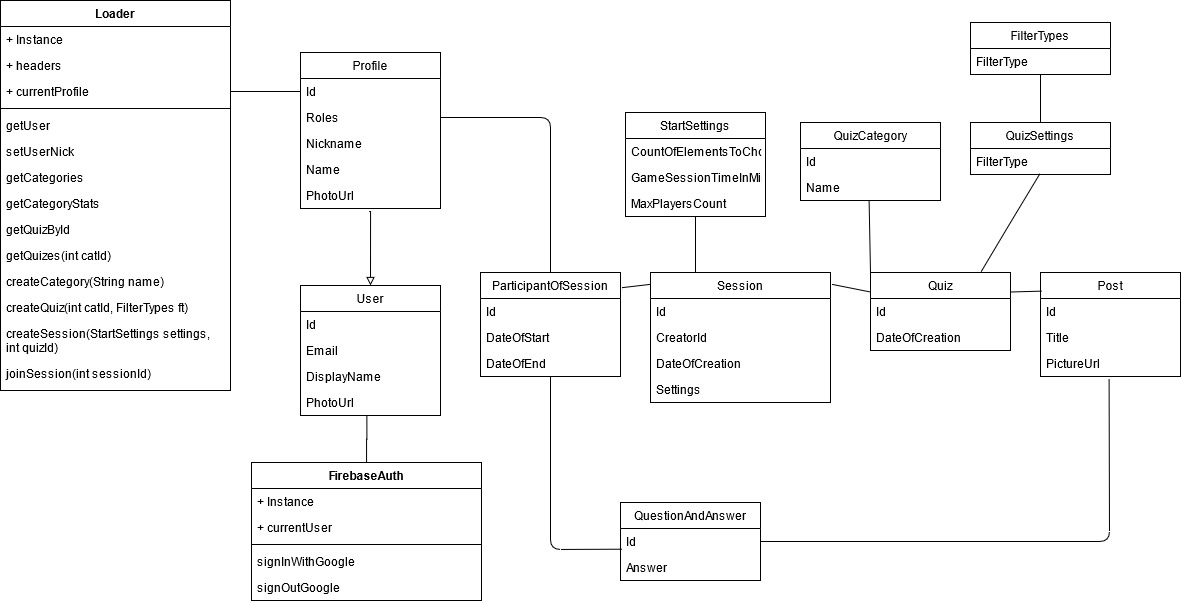 Loader
+ Instance
+ headers
+ currentProfile
getUser
setUserNick
getCategories
getCategoryStats
getQuizById
getQuizes(int catId)
createCategory(String name)
createQuiz(int catId, FilterTypes ft)
createSession(StartSettings settings,
int quizId)
joinSession(int sessionId)
Profile
Id
Roles
Nickname
Name
PhotoUrl
User
Id
Email
DisplayName
PhotoUrl
FirebaseAuth
+ Instance
+ currentUser
signInWithGoogle
signOutGoogle
ParticipantOfSession
Id
DateOfStart
DateOfEnd
StartSettings
CountOfElementsToCho
GameSessionTimeInMi
MaxPlayersCount
Session
Id
CreatorId
DateOfCreation
Settings
QuizCategory
Id
Name
FilterTypes
FilterType
QuizSettings
FilterType
Quiz
Id
DateOfCreation
Post
Id
Title
PictureUrl
QuestionAndAnswer
Id
Answer